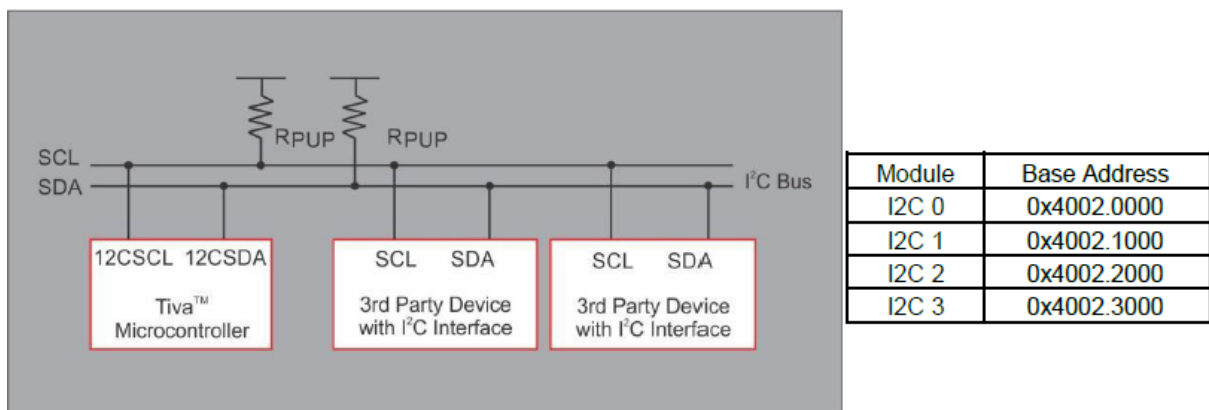 RPUP RPUP
SCL
SDA
I²C Bus
12CSCL 12CSDA
Tiva™
Microcontroller
SCL SDA
3rd Party Device
with I²C Interface
SCL SDA
3rd Party Device
with I²C Interface
Module Base Address
I2C 0 0x4002.0000
I2C 1 0x4002.1000
I2C 2 0x4002.2000
I2C 3 0x4002.3000